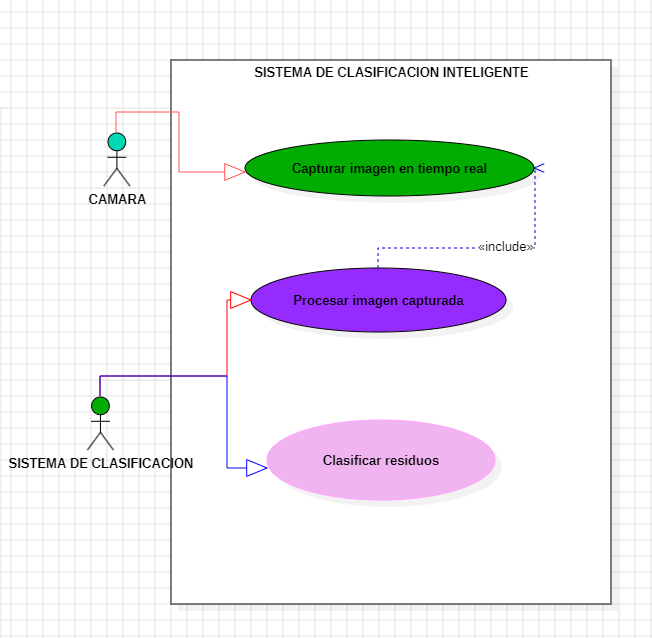 SISTEMA DE CLASIFICACION INTELIGENTE
Capturar imagen en tiempo real
CAMARA
«include»
Procesar imagen capturada
Clasificar residuos
SISTEMA DE CLASIFICACION